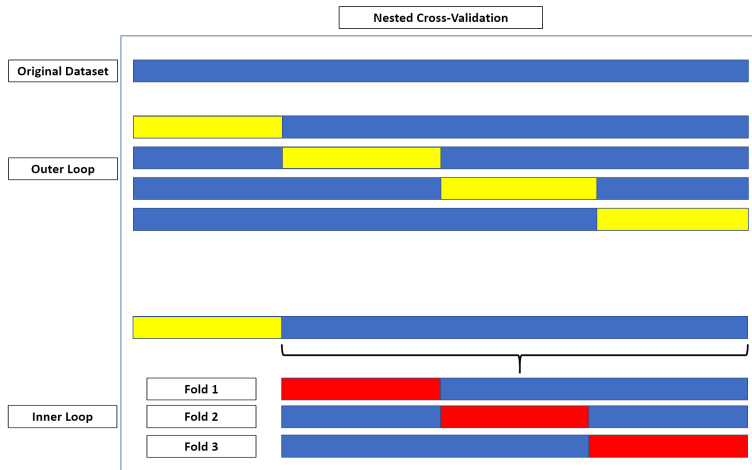 Nested Cross-Validation
Original Dataset
Outer Loop
Fold 1
Inner Loop
Fold 2
Fold 3